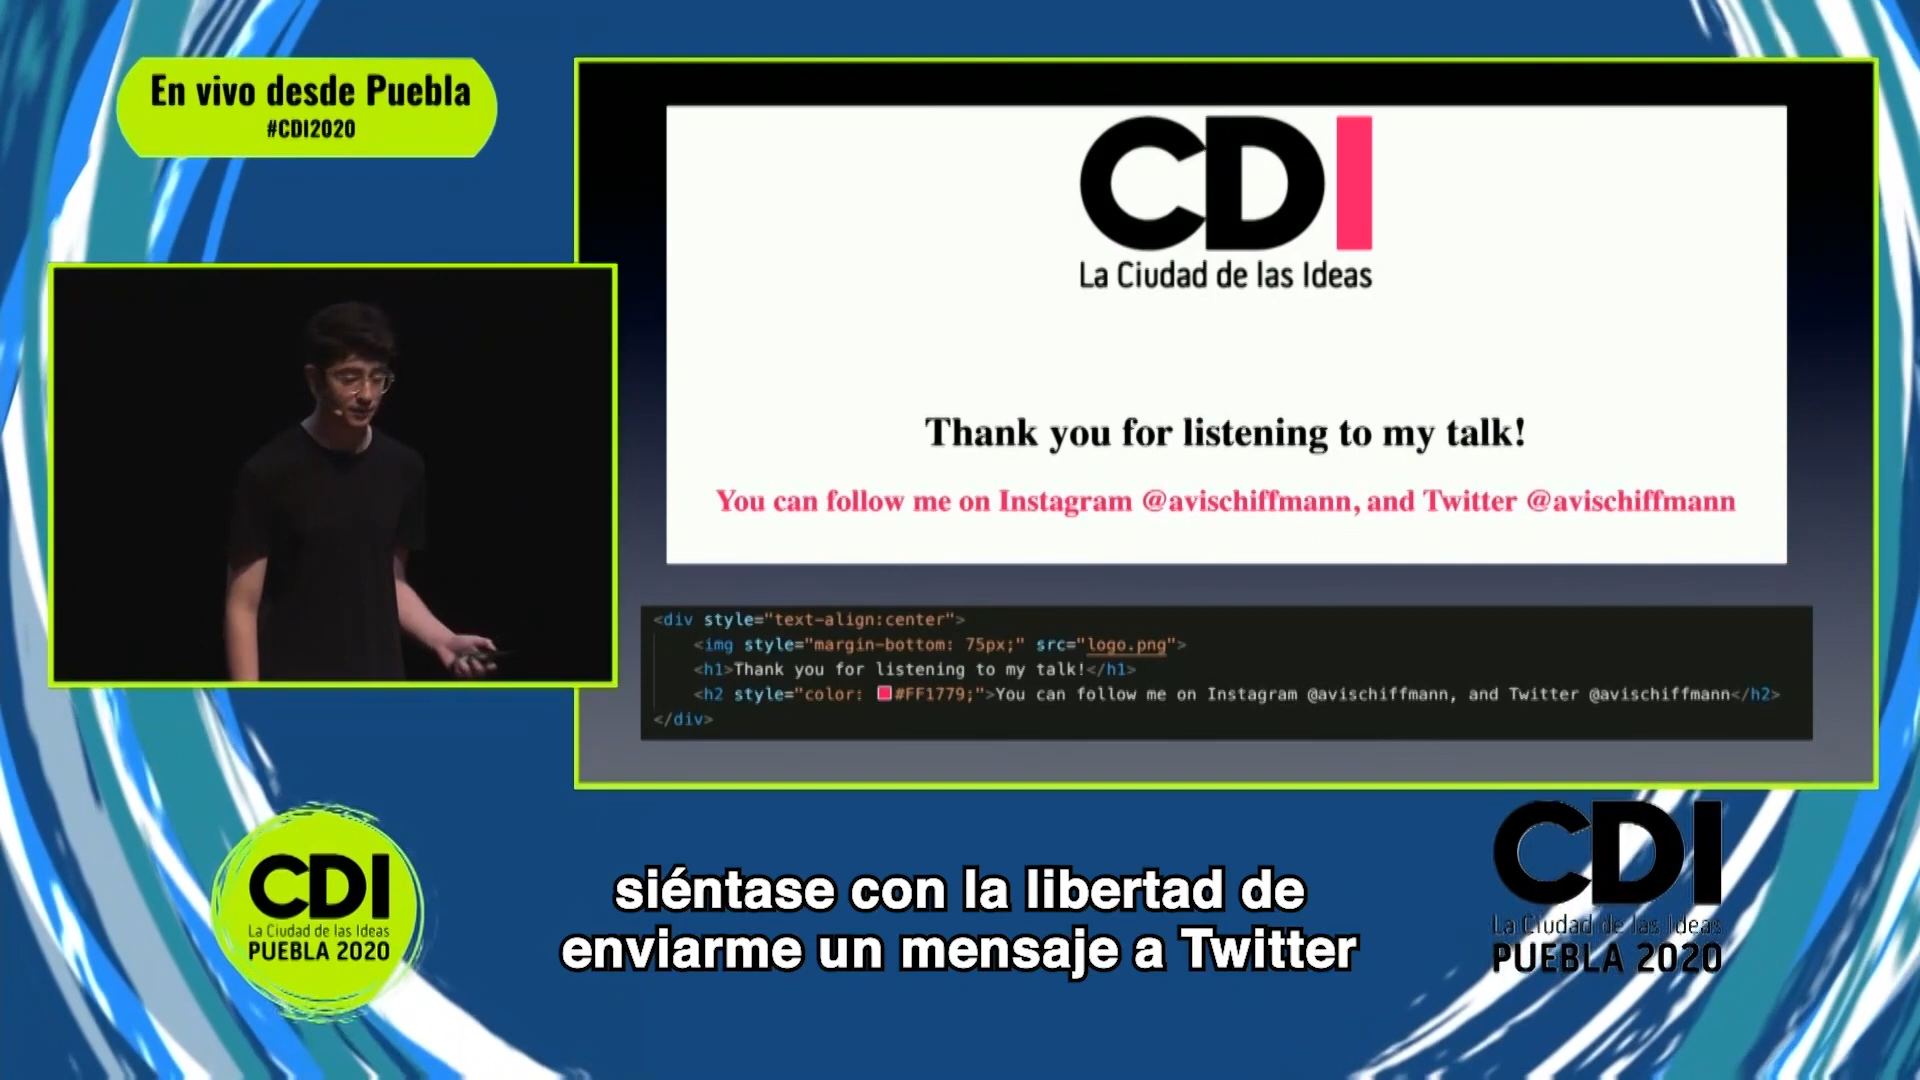 En vivo desde Puebla
#CDI2020
CDI
La Ciudad de las Ideas
Thank you for listening to my talk!
You can follow me on Instagram @avischiffmann, and Twitter @avischiffmann
<div style="text-align:center">
<img style="margin-bottom: 75px;" src="logo.png">
<h1>Thank you for listening to my talk!</h1>
<h2 style="color: #FF1779;">You can follow me on Instagram @avischiffmann, and Twitter @avischiffmann</h2>
</div>
CDI
La Ciudad de las Ideas
PUEBLA 2020
siéntase con la libertad de
enviarme un mensaje a Twitter
CDI
La Ciudad de las Ideas
PUEBLA 2020